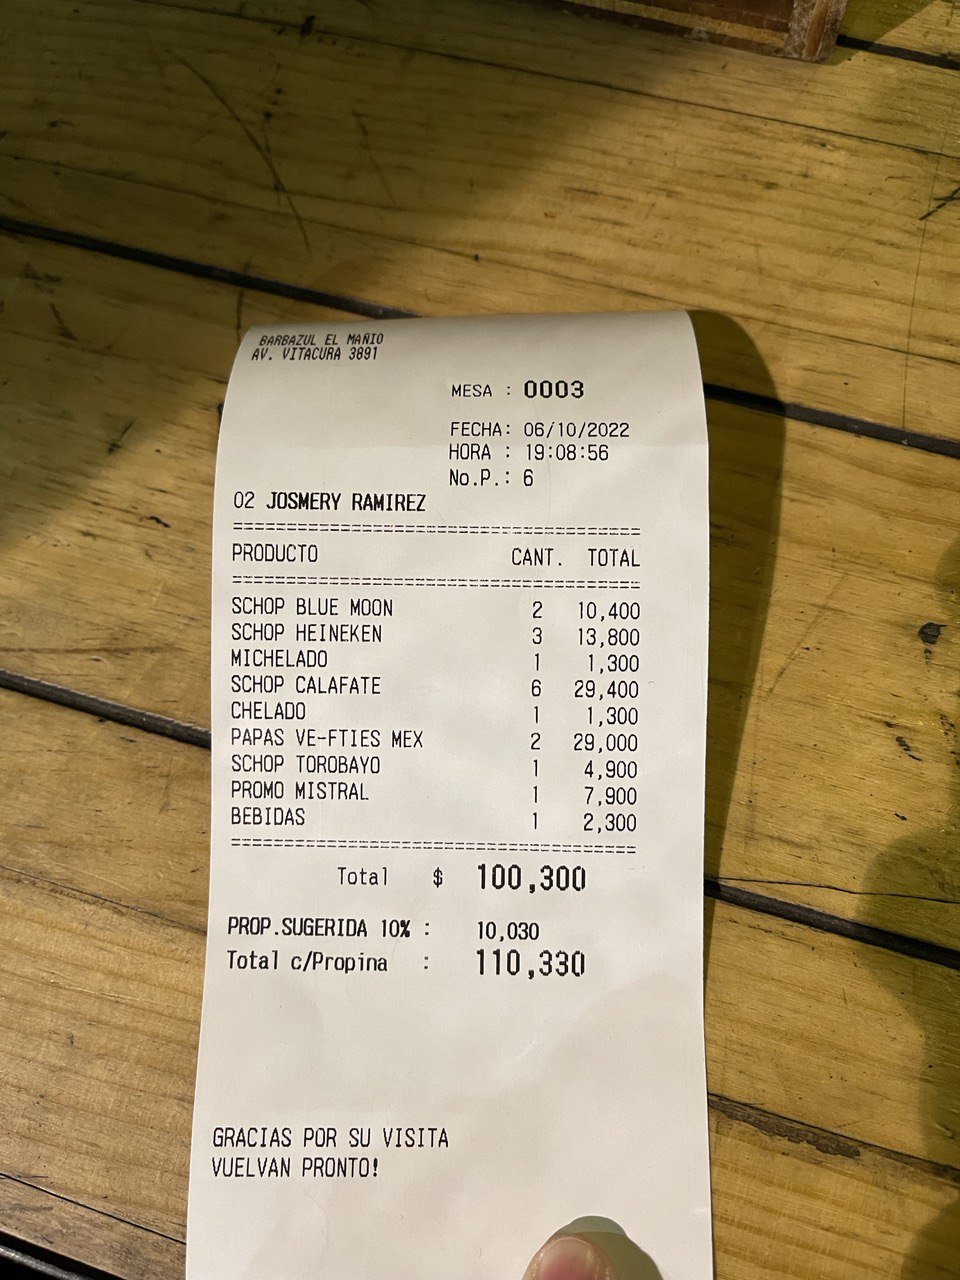 BARBAZUL EL MAÑIO
AV. VITACURA 3891
MESA : 0003
FECHA: 06/10/2022
HORA : 19:08:56
No.P.: 6
02 JOSMERY RAMIREZ
PRODUCTO CANT. TOTAL
SCHOP BLUE MOON 2 10,400
SCHOP HEINEKEN 3 13,800
MICHELADO 1 1,300
SCHOP CALAFATE 6 29,400
CHELADO 1 1,300
PAPAS VE-FTIES MEX 2 29,000
SCHOP TOROBAYO 1 4,900
PROMO MISTRAL 1 7,900
BEBIDAS 1 2,300
Total $ 100,300
PROP.SUGERIDA 10% : 10,030
Total c/Propina : 110,330
GRACIAS POR SU VISITA
VUELVAN PRONTO!